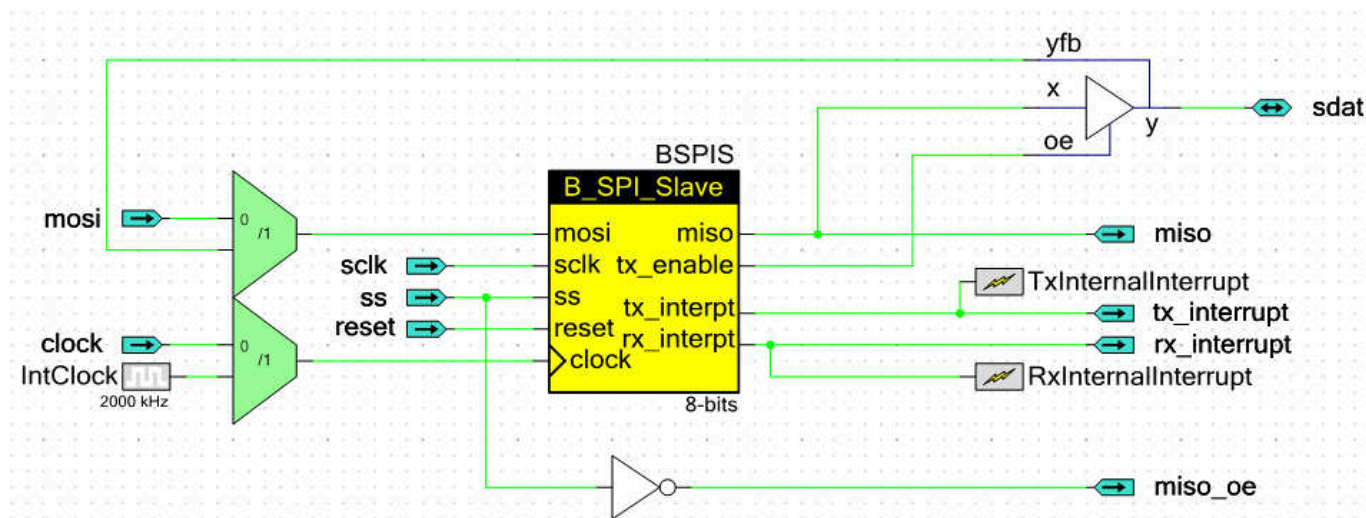 yfb
x
sdat
y
oe
BSPIS
B_SPI_Slave
mosi
0
/1
mosi
miso
miso
sclk
sclk
tx_enable
ss
ss
tx_interpt
TxInternalInterrupt
tx_interrupt
reset
reset
rx_interpt
rx_interrupt
clock
0
/1
clock
IntClock
2000 kHz
RxInternalInterrupt
8-bits
miso_oe